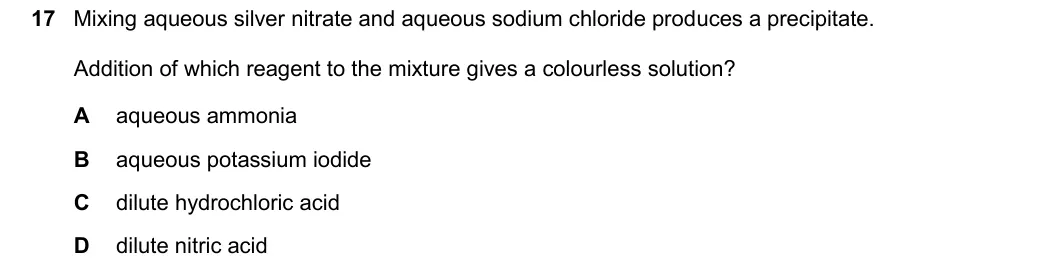 17 Mixing aqueous silver nitrate and aqueous sodium chloride produces a precipitate.
Addition of which reagent to the mixture gives a colourless solution?
A aqueous ammonia
B aqueous potassium iodide
C dilute hydrochloric acid
D dilute nitric acid